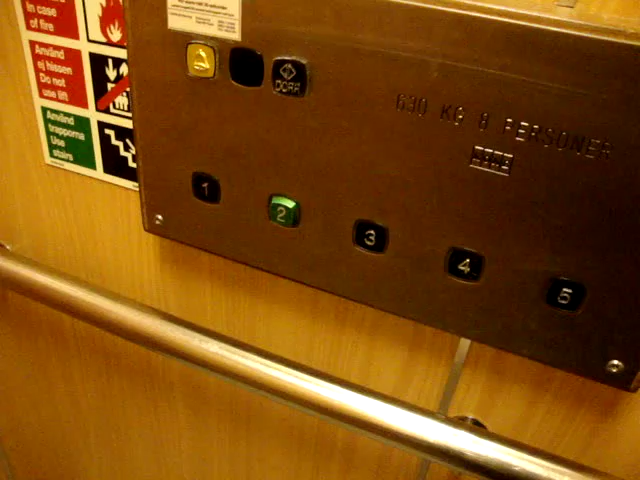 In case
of fire
Använd
ej hissen
Do not
use lift
Använd
trapporna
Use
stairs
DÖRR
630 KG 8 PERSONER
KONE
1
2
3
4
5